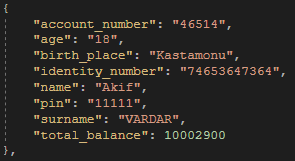 {
"account_number": "46514",
"age": "18",
"birth_place": "Kastamonu",
"identity_number": "74653647364",
"name": "Akif",
"pin": "11111",
"surname": "VARDAR",
"total_balance": 10002900
},